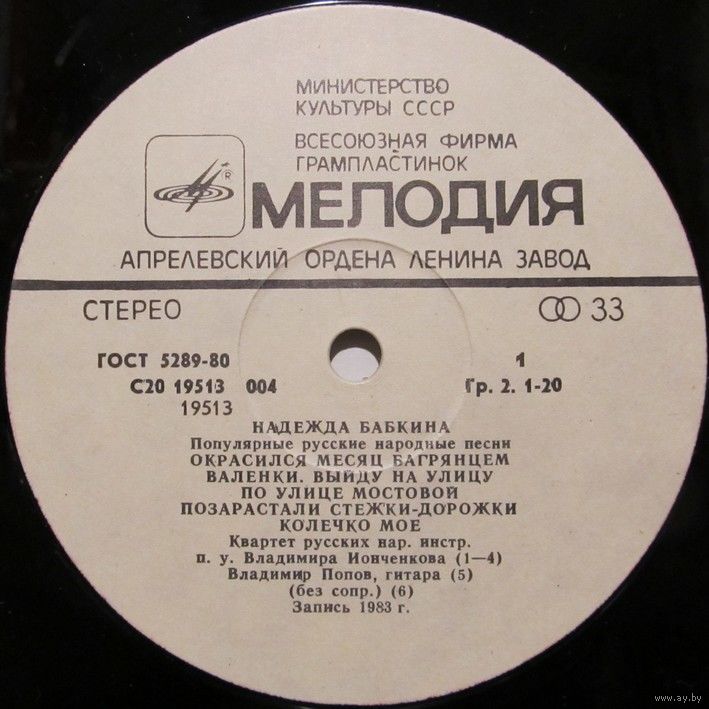 МИНИСТЕРСТВО
КУЛЬТУРЫ СССР
ВСЕСОЮЗНАЯ ФИРМА
ГРАМПЛАСТИНОК
®
МЕЛОДИЯ
АПРЕЛЕВСКИЙ ОРДЕНА ЛЕНИНА ЗАВОД
СТЕРЕО 33
ГОСТ 5289-80 1
С20 19513 004 Гр. 2. 1-20
19513
НАДЕЖДА БАБКИНА
Популярные русские народные песни
ОКРАСИЛСЯ МЕСЯЦ БАГРЯНЦЕМ
ВАЛЕНКИ. ВЫЙДУ НА УЛИЦУ
ПО УЛИЦЕ МОСТОВОЙ
ПОЗАРАСТАЛИ СТЕЖКИ-ДОРОЖКИ
КОЛЕЧКО МОЕ
Квартет русских нар. инстр.
п. у. Владимира Ионченкова (1—4)
Владимир Попов, гитара (5)
(без сопр.) (6)
Запись 1983 г.
www.ay.by